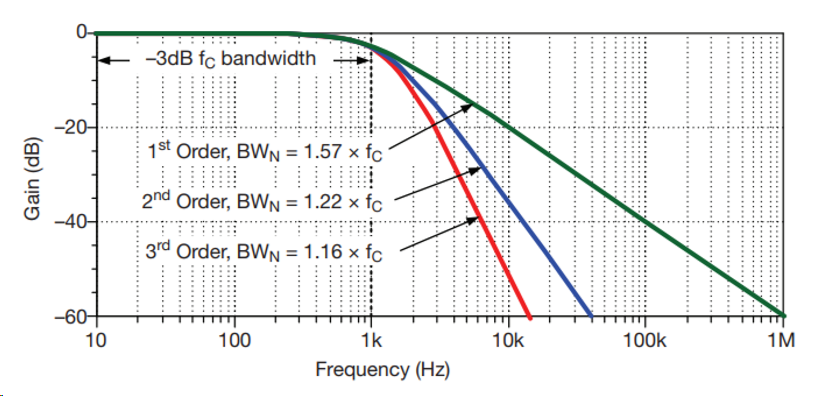 0
–3dB fC bandwidth
–20
1st Order, BWN = 1.57 × fC
2nd Order, BWN = 1.22 × fC
–40
3rd Order, BWN = 1.16 × fC
–60
10 100 1k 10k 100k 1M
Frequency (Hz)
Gain (dB)